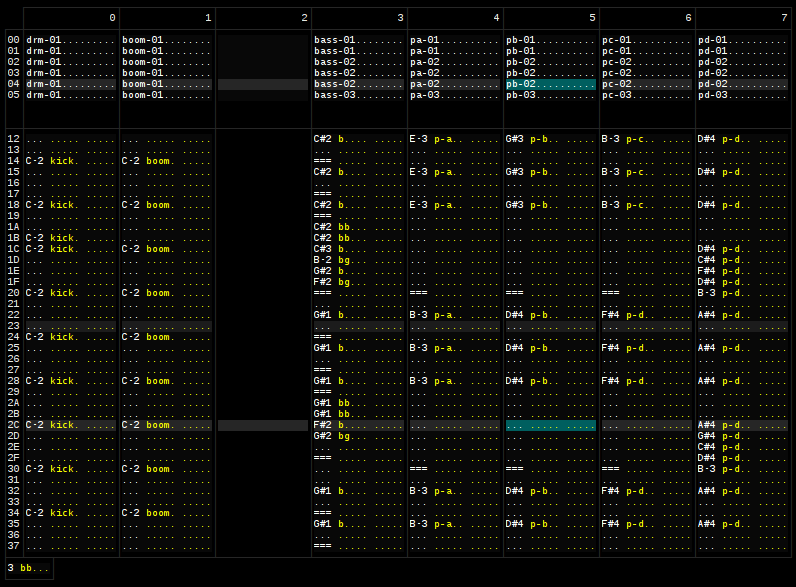 0 1 2 3 4 5 6 7
00 drm-01......... boom-01........ bass-01........ pa-01.......... pb-01.......... pc-01.......... pd-01..........
01 drm-01......... boom-01........ bass-01........ pa-01.......... pb-01.......... pc-01.......... pd-01..........
02 drm-01......... boom-01........ bass-02........ pa-02.......... pb-02.......... pc-02.......... pd-02..........
03 drm-01......... boom-01........ bass-02........ pa-02.......... pb-02.......... pc-02.......... pd-02..........
04 drm-01......... boom-01........ bass-02........ pa-02.......... pb-02.......... pc-02.......... pd-02..........
05 drm-01......... boom-01........ bass-03........ pa-03.......... pb-03.......... pc-03.......... pd-03..........
12 ... ..... ..... ... ..... ..... C#2 b.... ..... E-3 p-a.. ..... G#3 p-b.. ..... B-3 p-c.. ..... D#4 p-d.. .....
13 ... ..... ..... ... ..... ..... ... ..... ..... ... ..... ..... ... ..... ..... ... ..... ..... ... ..... .....
14 C-2 kick. ..... C-2 boom. ..... === ..... ..... ... ..... ..... ... ..... ..... ... ..... ..... ... ..... .....
15 ... ..... ..... ... ..... ..... C#2 b.... ..... E-3 p-a.. ..... G#3 p-b.. ..... B-3 p-c.. ..... D#4 p-d.. .....
16 ... ..... ..... ... ..... ..... ... ..... ..... ... ..... ..... ... ..... ..... ... ..... ..... ... ..... .....
17 ... ..... ..... ... ..... ..... === ..... ..... ... ..... ..... ... ..... ..... ... ..... ..... ... ..... .....
18 C-2 kick. ..... C-2 boom. ..... C#2 b.... ..... E-3 p-a.. ..... G#3 p-b.. ..... B-3 p-c.. ..... D#4 p-d.. .....
19 ... ..... ..... ... ..... ..... === ..... ..... ... ..... ..... ... ..... ..... ... ..... ..... ... ..... .....
1A ... ..... ..... ... ..... ..... C#2 bb... ..... ... ..... ..... ... ..... ..... ... ..... ..... ... ..... .....
1B C-2 kick. ..... ... ..... ..... C#2 bb... ..... ... ..... ..... ... ..... ..... ... ..... ..... ... ..... .....
1C C-2 kick. ..... C-2 boom. ..... C#3 b.... ..... ... ..... ..... ... ..... ..... ... ..... ..... D#4 p-d.. .....
1D ... ..... ..... ... ..... ..... B-2 bg... ..... ... ..... ..... ... ..... ..... ... ..... ..... C#4 p-d.. .....
1E ... ..... ..... ... ..... ..... G#2 b.... ..... ... ..... ..... ... ..... ..... ... ..... ..... F#4 p-d.. .....
1F ... ..... ..... ... ..... ..... F#2 bg... ..... ... ..... ..... ... ..... ..... ... ..... ..... D#4 p-d.. .....
20 C-2 kick. ..... C-2 boom. ..... === ..... ..... === ..... ..... === ..... ..... === ..... ..... B-3 p-d.. .....
21 ... ..... ..... ... ..... ..... ... ..... ..... ... ..... ..... ... ..... ..... ... ..... ..... ... ..... .....
22 ... ..... ..... ... ..... ..... G#1 b.... ..... B-3 p-a.. ..... D#4 p-b.. ..... F#4 p-d.. ..... A#4 p-d.. .....
23 ... ..... ..... ... ..... ..... ... ..... ..... ... ..... ..... ... ..... ..... ... ..... ..... ... ..... .....
24 C-2 kick. ..... C-2 boom. ..... === ..... ..... ... ..... ..... ... ..... ..... ... ..... ..... ... ..... .....
25 ... ..... ..... ... ..... ..... G#1 b.... ..... B-3 p-a.. ..... D#4 p-b.. ..... F#4 p-d.. ..... A#4 p-d.. .....
26 ... ..... ..... ... ..... ..... ... ..... ..... ... ..... ..... ... ..... ..... ... ..... ..... ... ..... .....
27 ... ..... ..... ... ..... ..... === ..... ..... ... ..... ..... ... ..... ..... ... ..... ..... ... ..... .....
28 C-2 kick. ..... C-2 boom. ..... G#1 b.... ..... B-3 p-a.. ..... D#4 p-b.. ..... F#4 p-d.. ..... A#4 p-d.. .....
29 ... ..... ..... ... ..... ..... === ..... ..... ... ..... ..... ... ..... ..... ... ..... ..... ... ..... .....
2A ... ..... ..... ... ..... ..... G#1 bb... ..... ... ..... ..... ... ..... ..... ... ..... ..... ... ..... .....
2B ... ..... ..... ... ..... ..... G#1 bb... ..... ... ..... ..... ... ..... ..... ... ..... ..... ... ..... .....
2C C-2 kick. ..... C-2 boom. ..... F#2 b.... ..... ... ..... ..... ... ..... ..... ... ..... ..... A#4 p-d.. .....
2D ... ..... ..... ... ..... ..... G#2 bg... ..... ... ..... ..... ... ..... ..... ... ..... ..... G#4 p-d.. .....
2E ... ..... ..... ... ..... ..... ... ..... ..... ... ..... ..... ... ..... ..... ... ..... ..... C#4 p-d.. .....
2F ... ..... ..... ... ..... ..... === ..... ..... ... ..... ..... ... ..... ..... ... ..... ..... D#4 p-d.. .....
30 C-2 kick. ..... C-2 boom. ..... ... ..... ..... === ..... ..... === ..... ..... === ..... ..... B-3 p-d.. .....
31 ... ..... ..... ... ..... ..... ... ..... ..... ... ..... ..... ... ..... ..... ... ..... ..... ... ..... .....
32 ... ..... ..... ... ..... ..... G#1 b.... ..... B-3 p-a.. ..... D#4 p-b.. ..... F#4 p-d.. ..... A#4 p-d.. .....
33 ... ..... ..... ... ..... ..... ... ..... ..... ... ..... ..... ... ..... ..... ... ..... ..... ... ..... .....
34 C-2 kick. ..... C-2 boom. ..... === ..... ..... ... ..... ..... ... ..... ..... ... ..... ..... ... ..... .....
35 ... ..... ..... ... ..... ..... G#1 b.... ..... B-3 p-a.. ..... D#4 p-b.. ..... F#4 p-d.. ..... A#4 p-d.. .....
36 ... ..... ..... ... ..... ..... ... ..... ..... ... ..... ..... ... ..... ..... ... ..... ..... ... ..... .....
37 ... ..... ..... ... ..... ..... === ..... ..... ... ..... ..... ... ..... ..... ... ..... ..... ... ..... .....
3 bb...